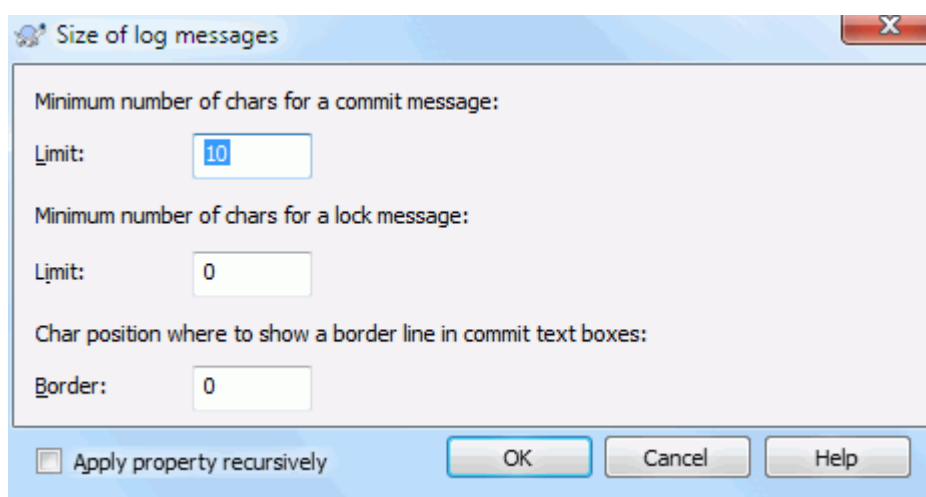 Size of log messages
Minimum number of chars for a commit message:
Limit: 10
Minimum number of chars for a lock message:
Limit: 0
Char position where to show a border line in commit text boxes:
Border: 0
Apply property recursively OK Cancel Help